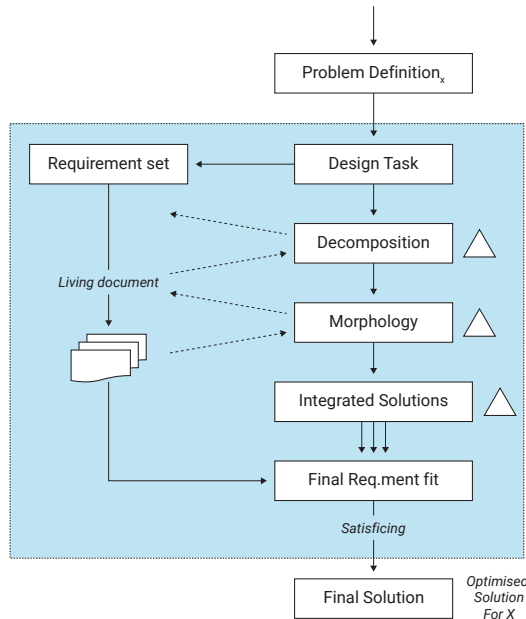 Problem Definitionₓ
Requirement set
Design Task
Decomposition
Living document
Morphology
Integrated Solutions
Final Req.ment fit
Satisficing
Final Solution
Optimised
Solution
For X